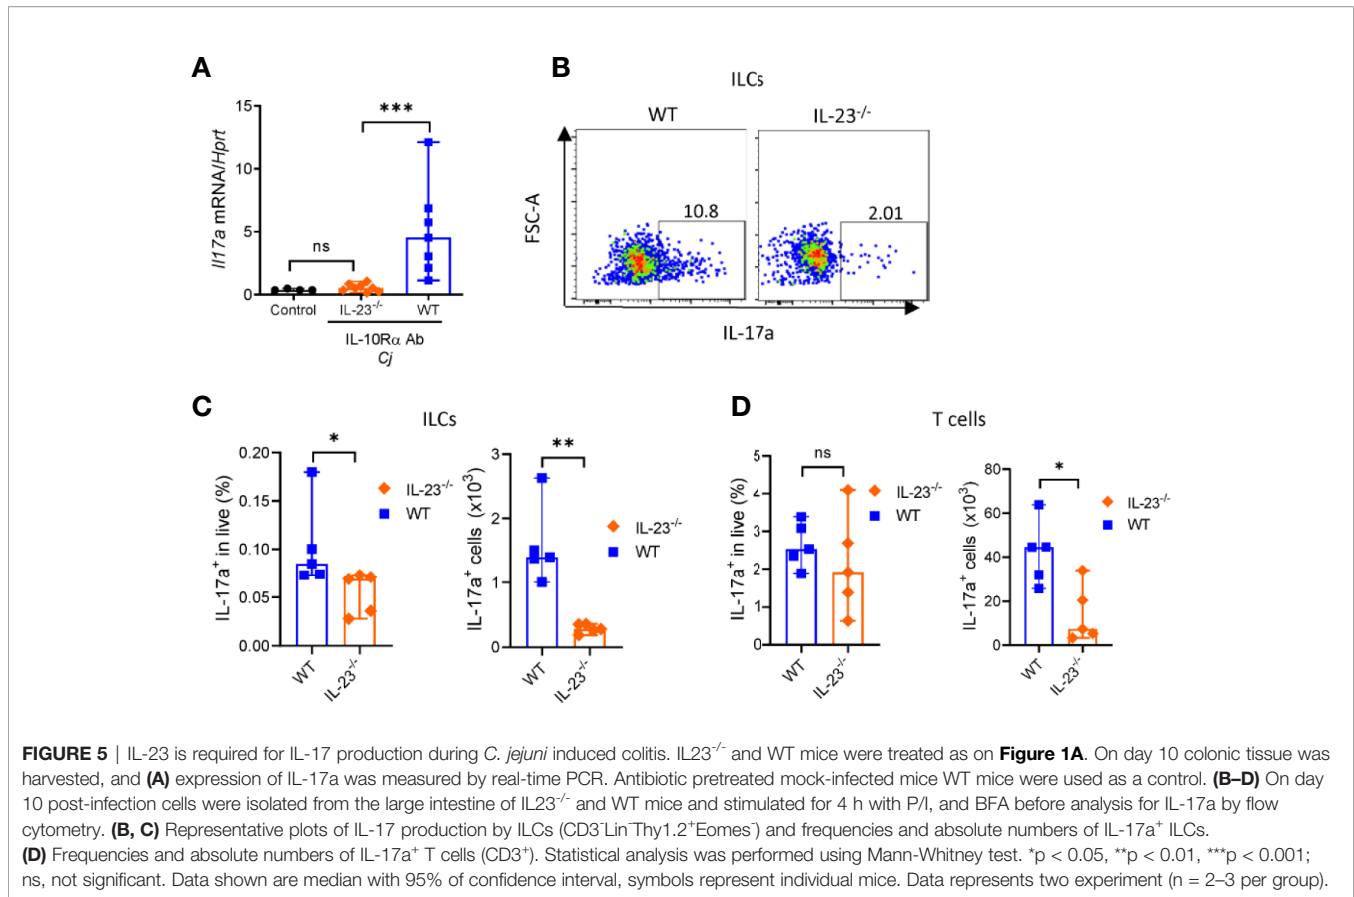 A
15
10
5
0
Il17a mRNA/Hprt
***
ns
Control IL-23-/- WT
IL-10Rα Ab
Cj
B
ILCs
WT IL-23-/-
FSC-A
10.8 2.01
IL-17a
C
ILCs
0.20
0.15
0.10
0.05
0.00
IL-17a+ in live (%)
*
IL-23-/-
WT
WT IL-23-/-
3
2
1
0
IL-17a+ cells (x10³)
**
IL-23-/-
WT
WT IL-23-/-
D
T cells
5
4
3
2
1
0
IL-17a+ in live (%)
ns
IL-23-/-
WT
WT IL-23-/-
80
60
40
20
0
IL-17a+ cells (x10³)
*
IL-23-/-
WT
WT IL-23-/-
FIGURE 5 | IL-23 is required for IL-17 production during C. jejuni induced colitis. IL23-/- and WT mice were treated as on Figure 1A. On day 10 colonic tissue was
harvested, and (A) expression of IL-17a was measured by real-time PCR. Antibiotic pretreated mock-infected mice WT mice were used as a control. (B–D) On day
10 post-infection cells were isolated from the large intestine of IL23-/- and WT mice and stimulated for 4 h with P/I, and BFA before analysis for IL-17a by flow
cytometry. (B, C) Representative plots of IL-17 production by ILCs (CD3-Lin-Thy1.2+Eomes-) and frequencies and absolute numbers of IL-17a+ ILCs.
(D) Frequencies and absolute numbers of IL-17a+ T cells (CD3+). Statistical analysis was performed using Mann-Whitney test. *p < 0.05, **p < 0.01, ***p < 0.001;
ns, not significant. Data shown are median with 95% of confidence interval, symbols represent individual mice. Data represents two experiment (n = 2–3 per group).